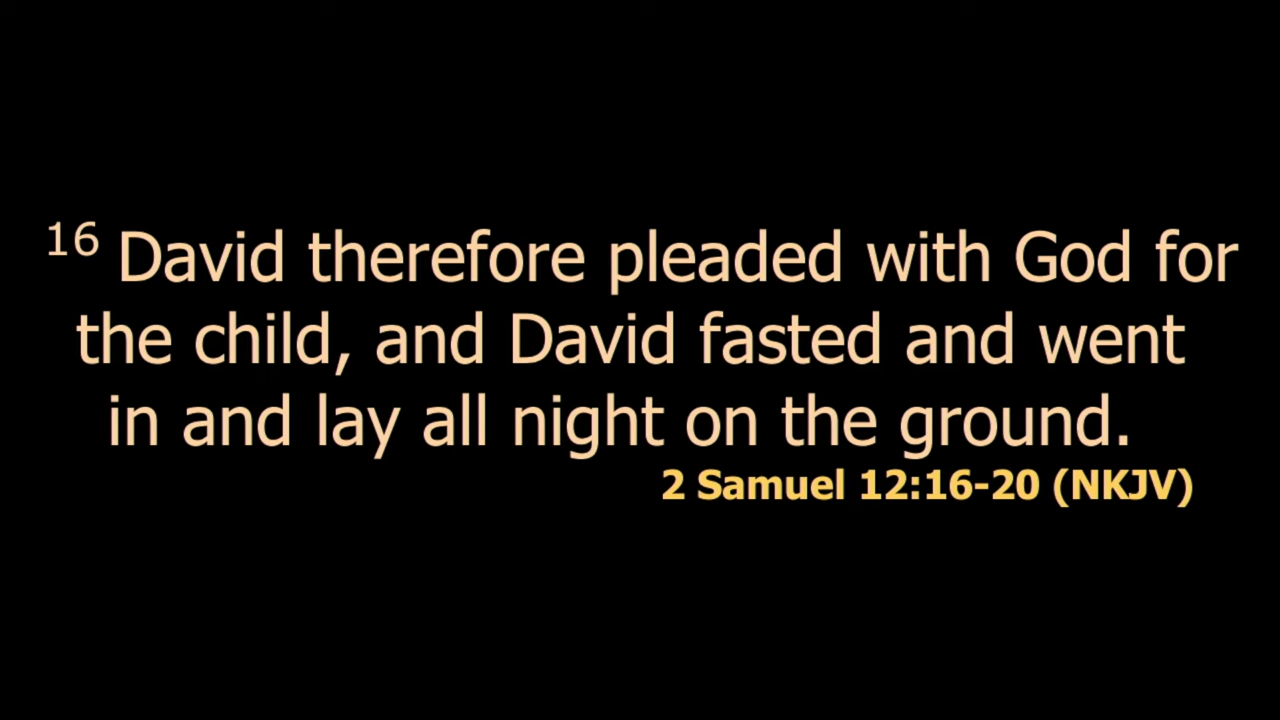 16 David therefore pleaded with God for
the child, and David fasted and went
in and lay all night on the ground.
2 Samuel 12:16-20 (NKJV)